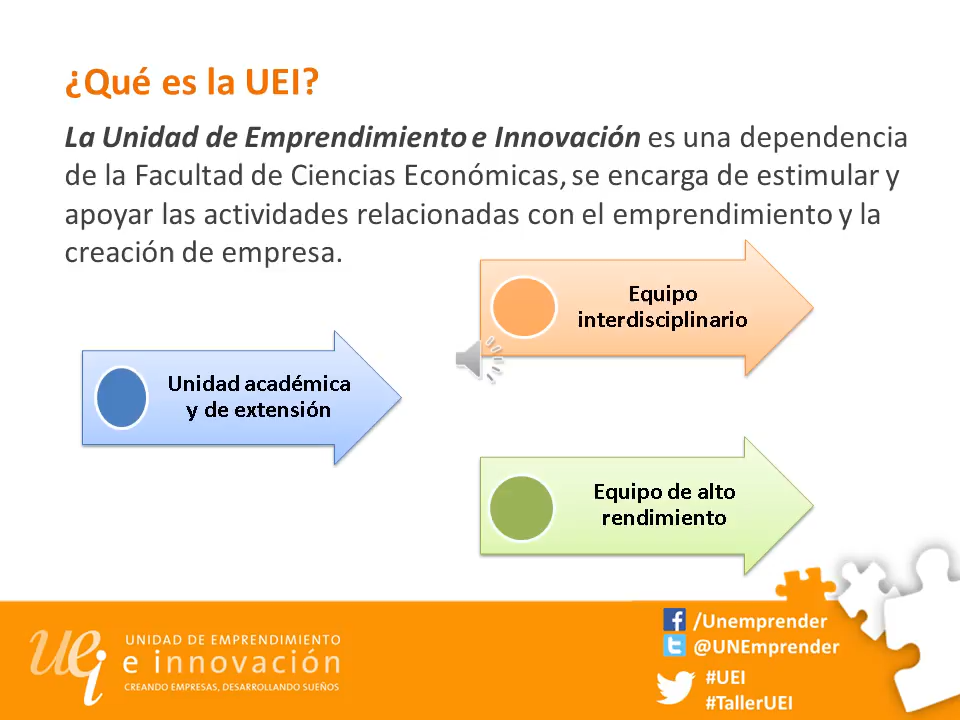 ¿Qué es la UEI?
La Unidad de Emprendimiento e Innovación es una dependencia
de la Facultad de Ciencias Económicas, se encarga de estimular y
apoyar las actividades relacionadas con el emprendimiento y la
creación de empresa.
Equipo
interdisciplinario
Unidad académica
y de extensión
Equipo de alto
rendimiento
uei
UNIDAD DE EMPRENDIMIENTO
e innovación
CREANDO EMPRESAS, DESARROLLANDO SUEÑOS
/Unemprender
@UNEmprender
#UEI
#TallerUEI